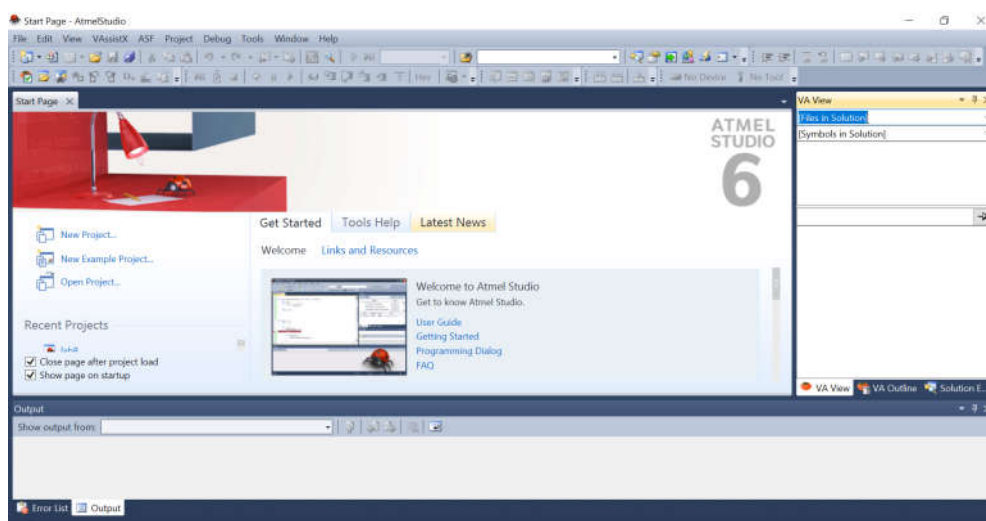 Start Page - AtmelStudio
File Edit View VAssistX ASF Project Debug Tools Window Help
Hex
No Device No Tool
Start Page
VA View
[Files in Solution]
[Symbols in Solution]
ATMEL
STUDIO
6
Get Started Tools Help Latest News
New Project...
Welcome Links and Resources
New Example Project...
Open Project...
Welcome to Atmel Studio
Get to know Atmel Studio.
User Guide
Getting Started
Programming Dialog
FAQ
Recent Projects
Close page after project load
Show page on startup
VA View VA Outline Solution E...
Output
Show output from:
Error List Output